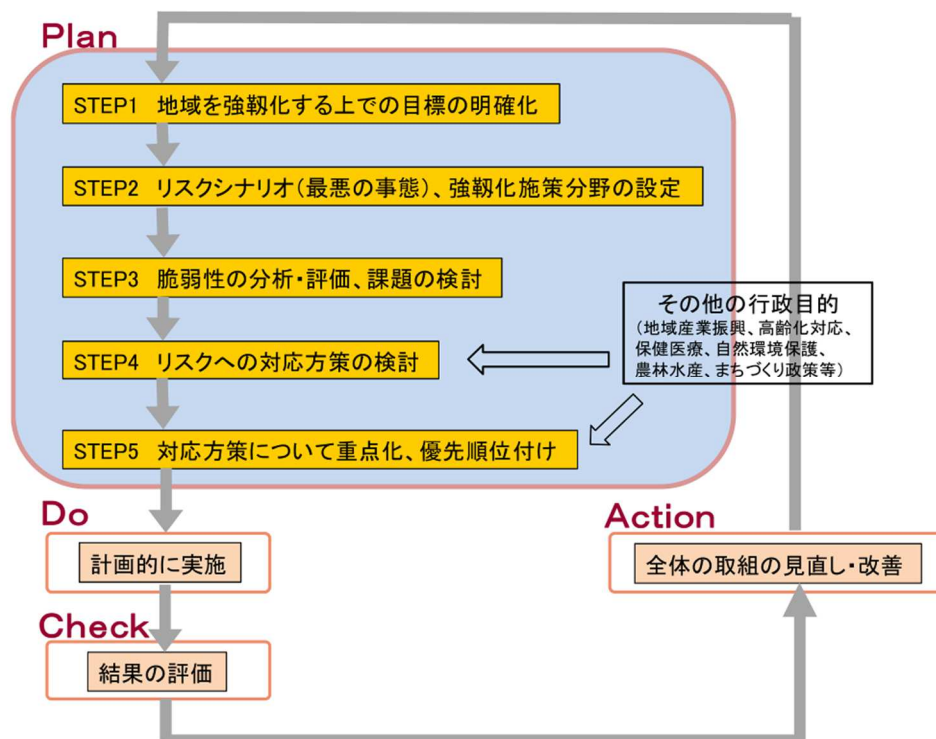 Plan
STEP1　地域を強靱化する上での目標の明確化
STEP2　リスクシナリオ（最悪の事態）、強靱化施策分野の設定
STEP3　脆弱性の分析・評価、課題の検討
その他の行政目的
（地域産業振興、高齢化対応、
保健医療、自然環境保護、
農林水産、まちづくり政策等）
STEP4　リスクへの対応方策の検討
STEP5　対応方策について重点化、優先順位付け
Do
計画的に実施
Check
結果の評価
Action
全体の取組の見直し・改善